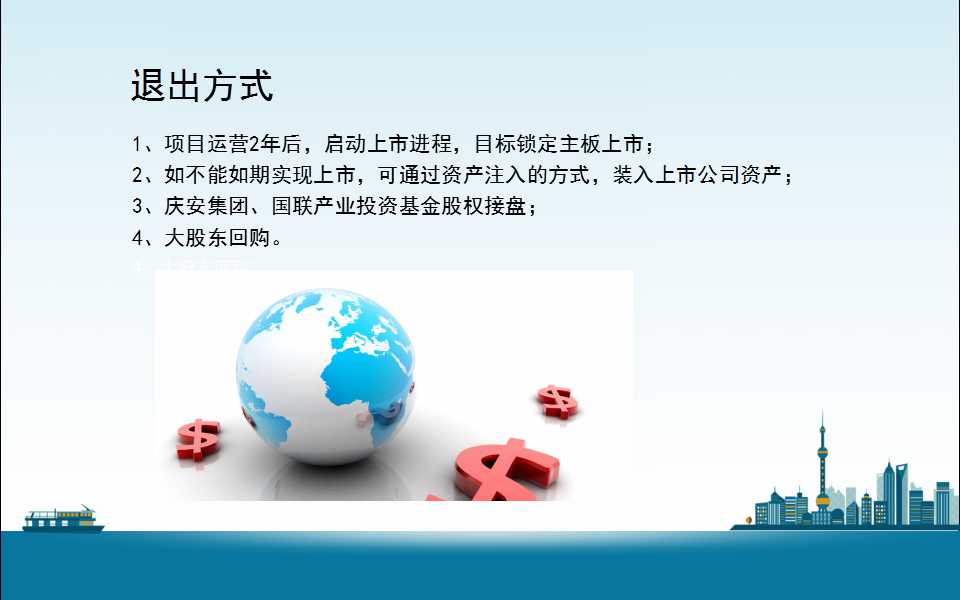 退出方式
1、项目运营2年后，启动上市进程，目标锁定主板上市；
2、如不能如期实现上市，可通过资产注入的方式，装入上市公司资产；
3、庆安集团、国联产业投资基金股权接盘；
4、大股东回购。